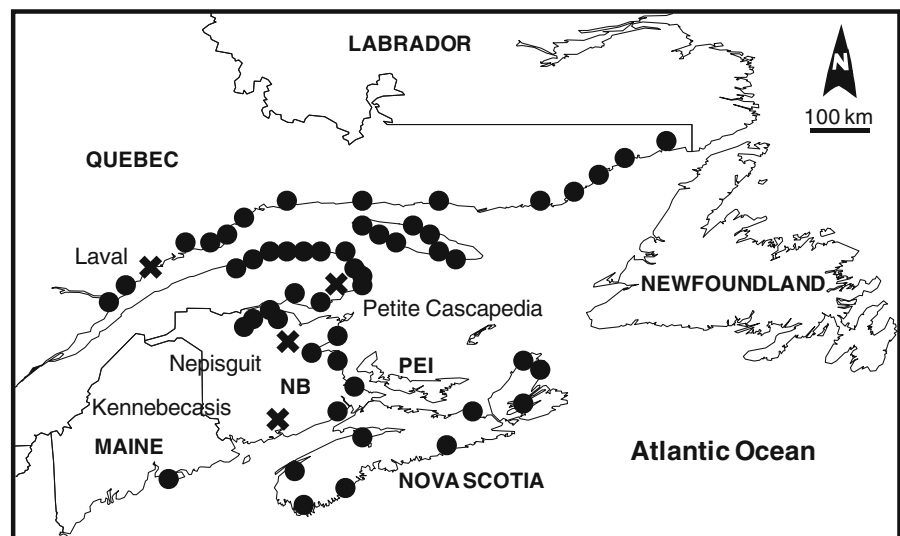 LABRADOR
N
100 km
QUEBEC
Laval
NEWFOUNDLAND
Petite Cascapedia
Nepisguit
PEI
NB
Kennebecasis
MAINE
Atlantic Ocean
NOVA SCOTIA